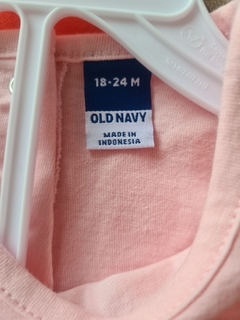 18-24 M
OLD NAVY
MADE IN
INDONESIA